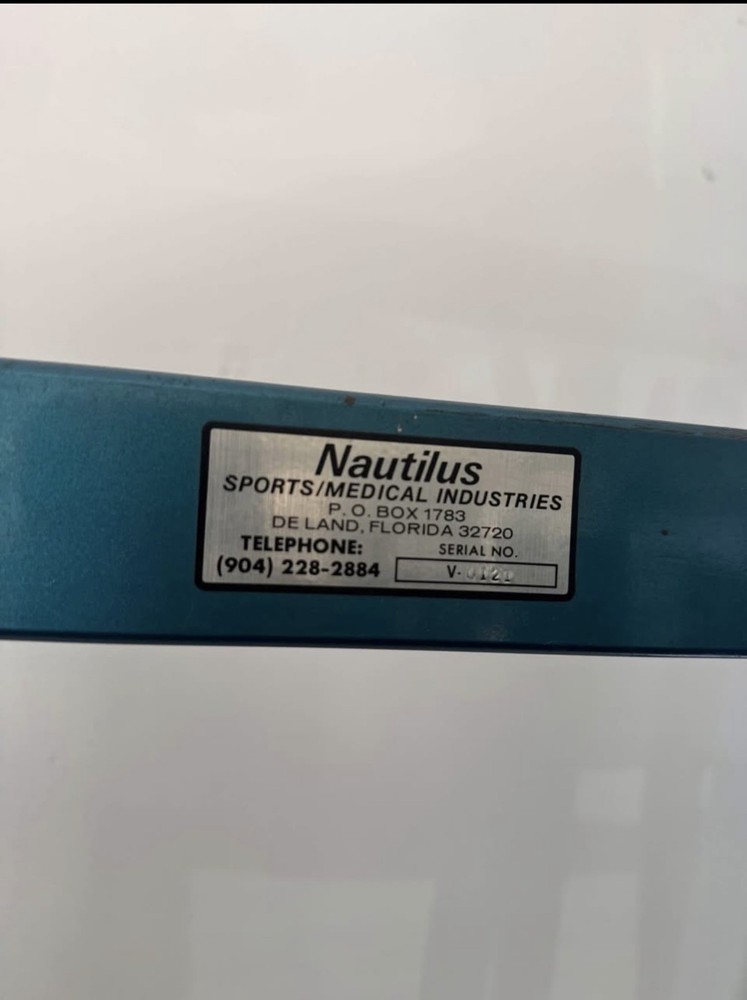 Nautilus
SPORTS/MEDICAL INDUSTRIES
P.O. BOX 1783
DE LAND, FLORIDA 32720
TELEPHONE:
(904) 228-2884
SERIAL NO.
V-